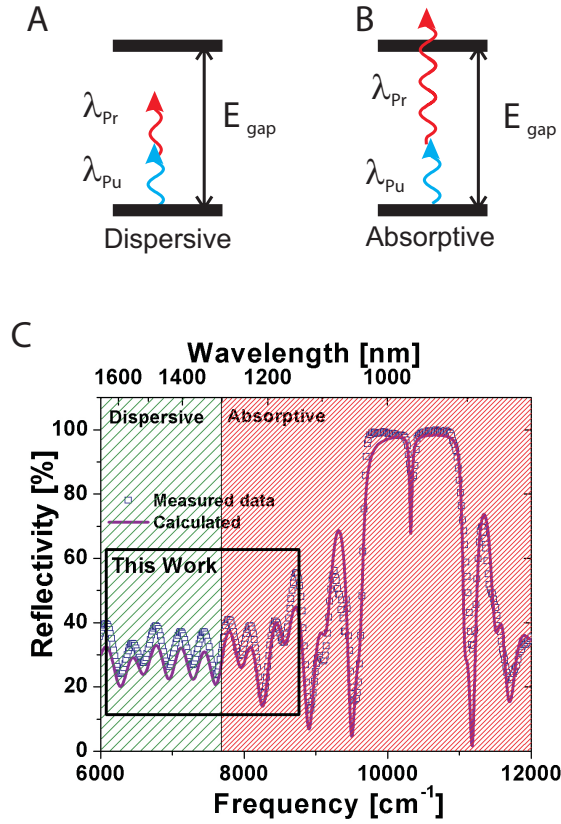 A
B
λPr
λPu
E gap
Dispersive
λPr
λPu
E gap
Absorptive
C
Wavelength [nm]
1600 1400 1200 1000
Dispersive Absorptive
Measured data
Calculated
This Work
Reflectivity [%]
100
80
60
40
20
0
6000 8000 10000 12000
Frequency [cm⁻¹]